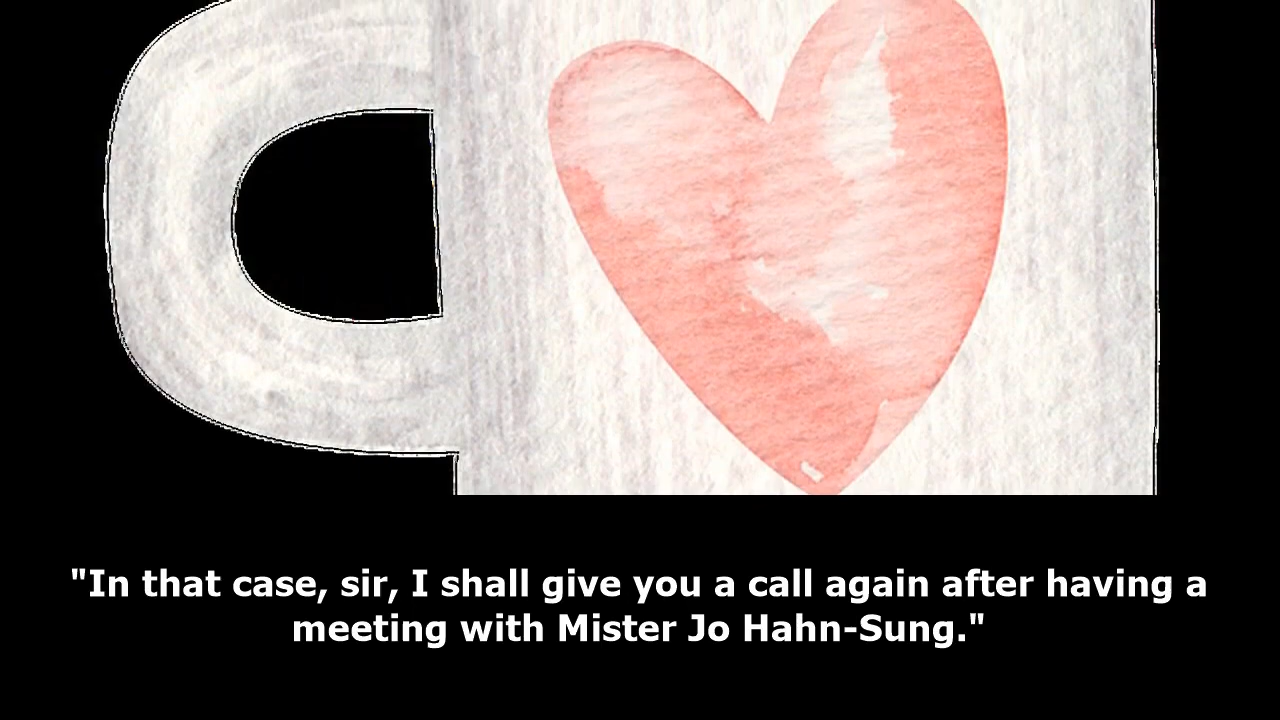 "In that case, sir, I shall give you a call again after having a
meeting with Mister Jo Hahn-Sung."